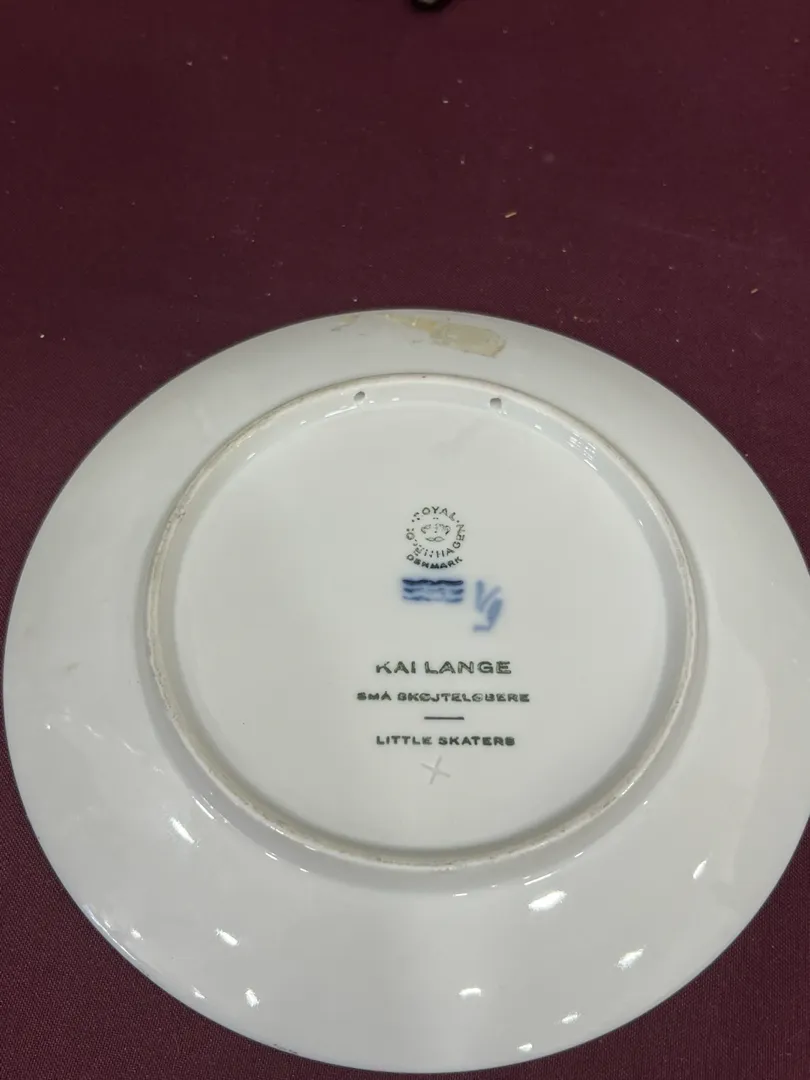 ROYAL COPENHAGEN
DENMARK
KAI LANGE
SMÅ SKØJTELØBERE
LITTLE SKATERS